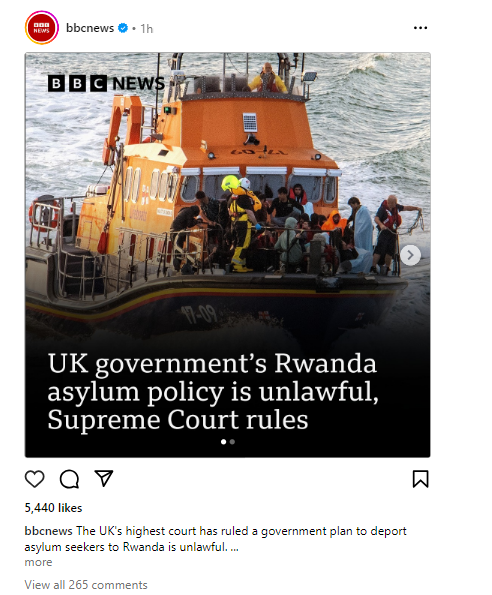 BBC NEWS
bbcnews • 1h
BBC NEWS
17-09
UK government's Rwanda
asylum policy is unlawful,
Supreme Court rules
5,440 likes
bbcnews The UK's highest court has ruled a government plan to deport
asylum seekers to Rwanda is unlawful. ...
more
View all 265 comments